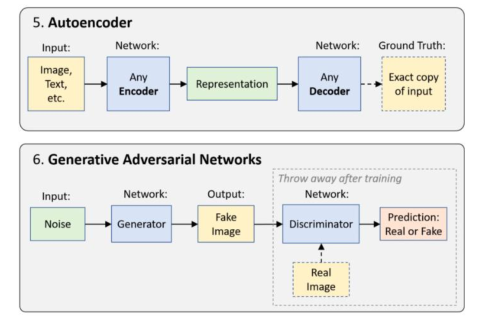 5. Autoencoder
Input:
Network:
Network:
Ground Truth:
Image,
Text,
etc.
Any
Encoder
Representation
Any
Decoder
Exact copy
of input
6. Generative Adversarial Networks
Throw away after training
Input:
Network:
Output:
Network:
Noise
Generator
Fake
Image
Discriminator
Prediction:
Real or Fake
Real
Image